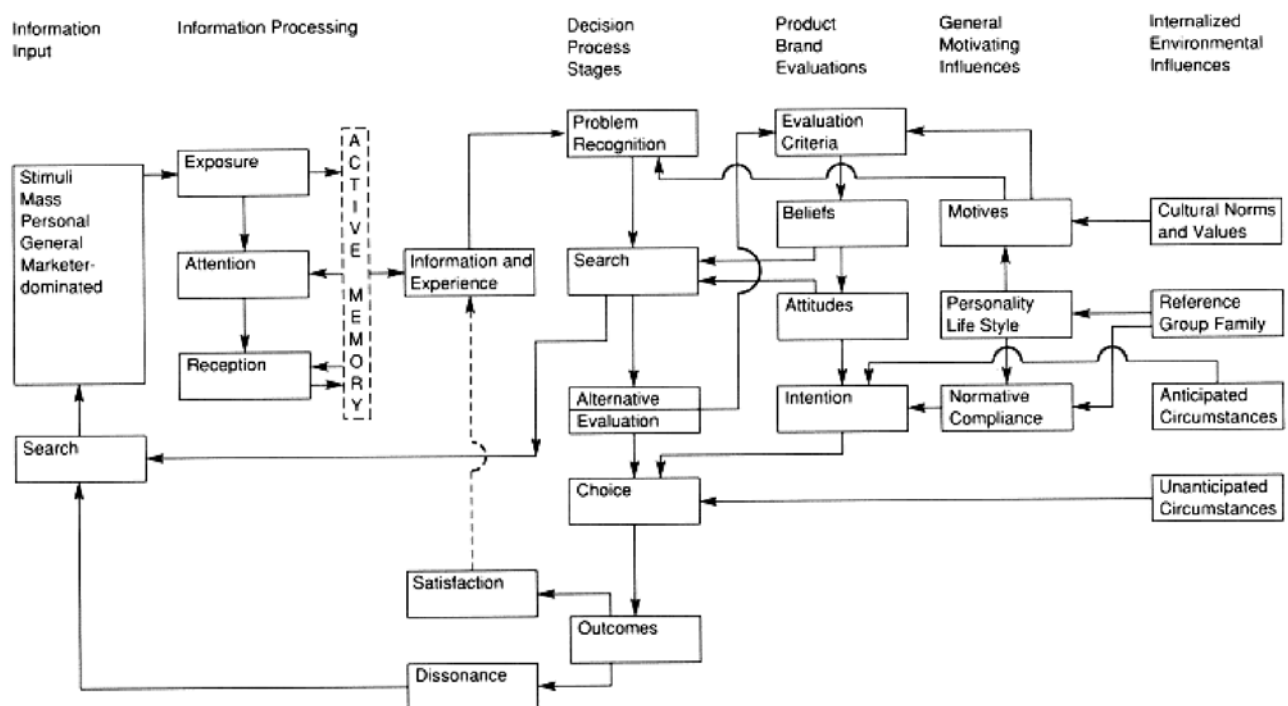 Information
Input
Information Processing
Decision
Process
Stages
Product
Brand
Evaluations
General
Motivating
Influences
Internalized
Environmental
Influences
Stimuli
Mass
Personal
General
Marketer-
dominated
Search
Exposure
Attention
Reception
ACTIVE MEMORY
Information and
Experience
Satisfaction
Dissonance
Problem
Recognition
Search
Alternative
Evaluation
Choice
Outcomes
Evaluation
Criteria
Beliefs
Attitudes
Intention
Motives
Personality
Life Style
Normative
Compliance
Cultural Norms
and Values
Reference
Group Family
Anticipated
Circumstances
Unanticipated
Circumstances